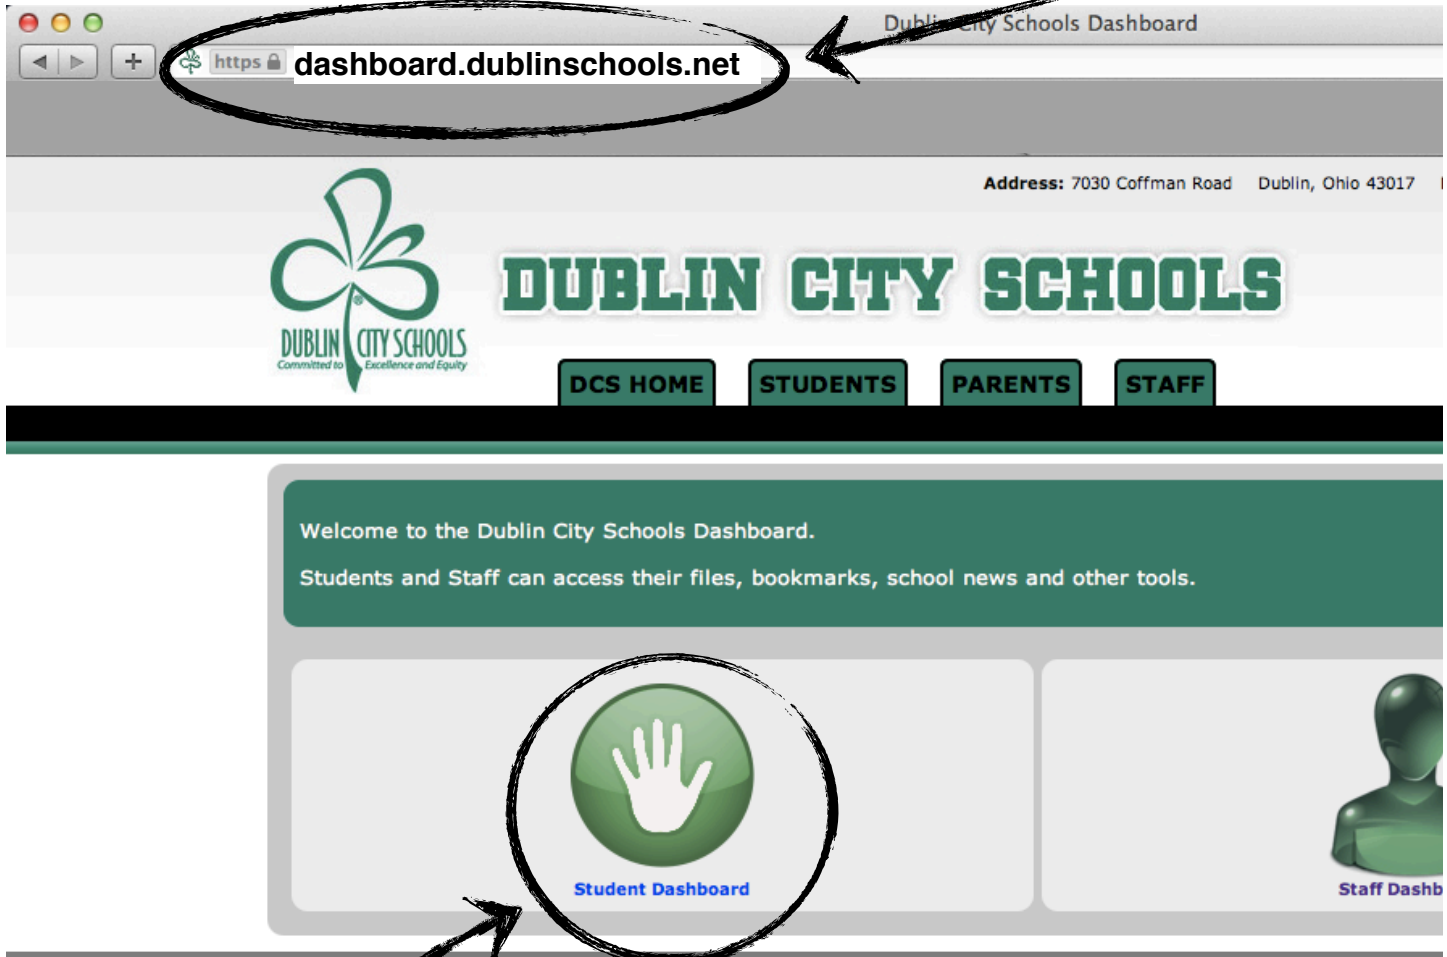 Dublin City Schools Dashboard
https dashboard.dublinschools.net
Address: 7030 Coffman Road Dublin, Ohio 43017
DUBLIN CITY SCHOOLS
Committed to Excellence and Equity
DUBLIN CITY SCHOOLS
DCS HOME STUDENTS PARENTS STAFF
Welcome to the Dublin City Schools Dashboard.
Students and Staff can access their files, bookmarks, school news and other tools.
Student Dashboard
Staff Dashb